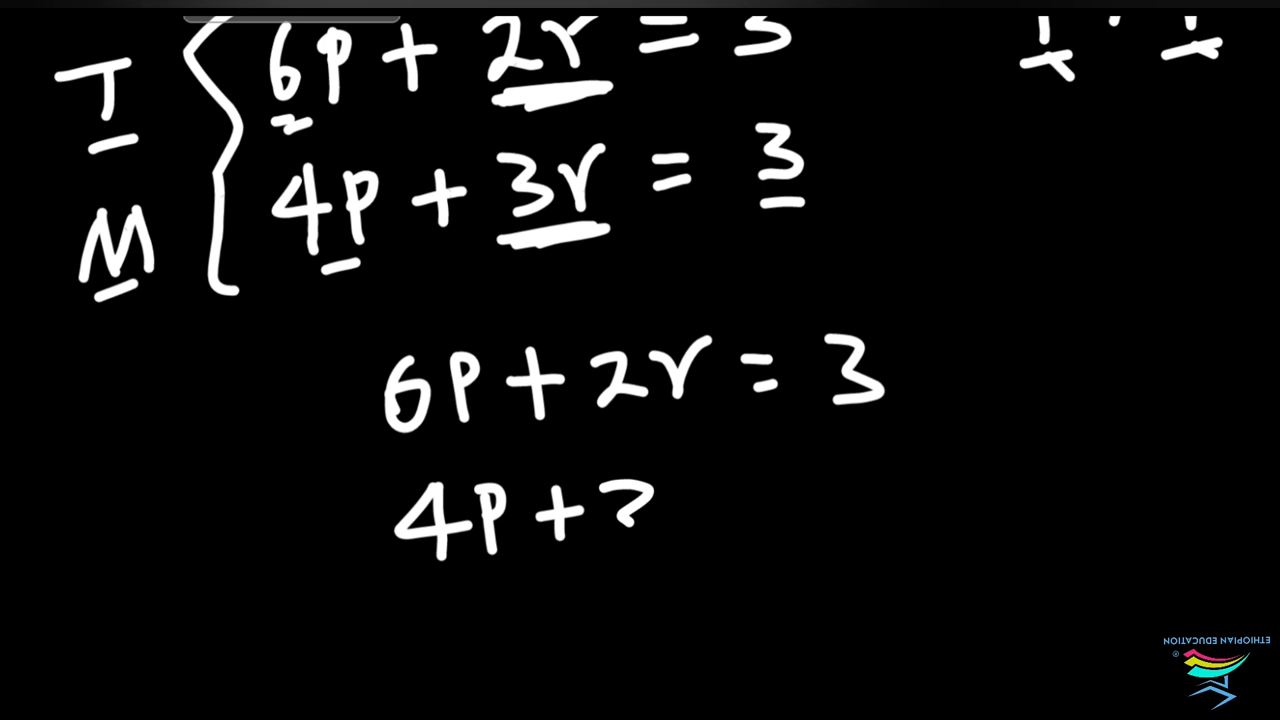 T { 6p + 2r = 3
M 4p + 3r = 3
6p + 2r = 3
4p +
ETHIOPIAN EDUCATION
®